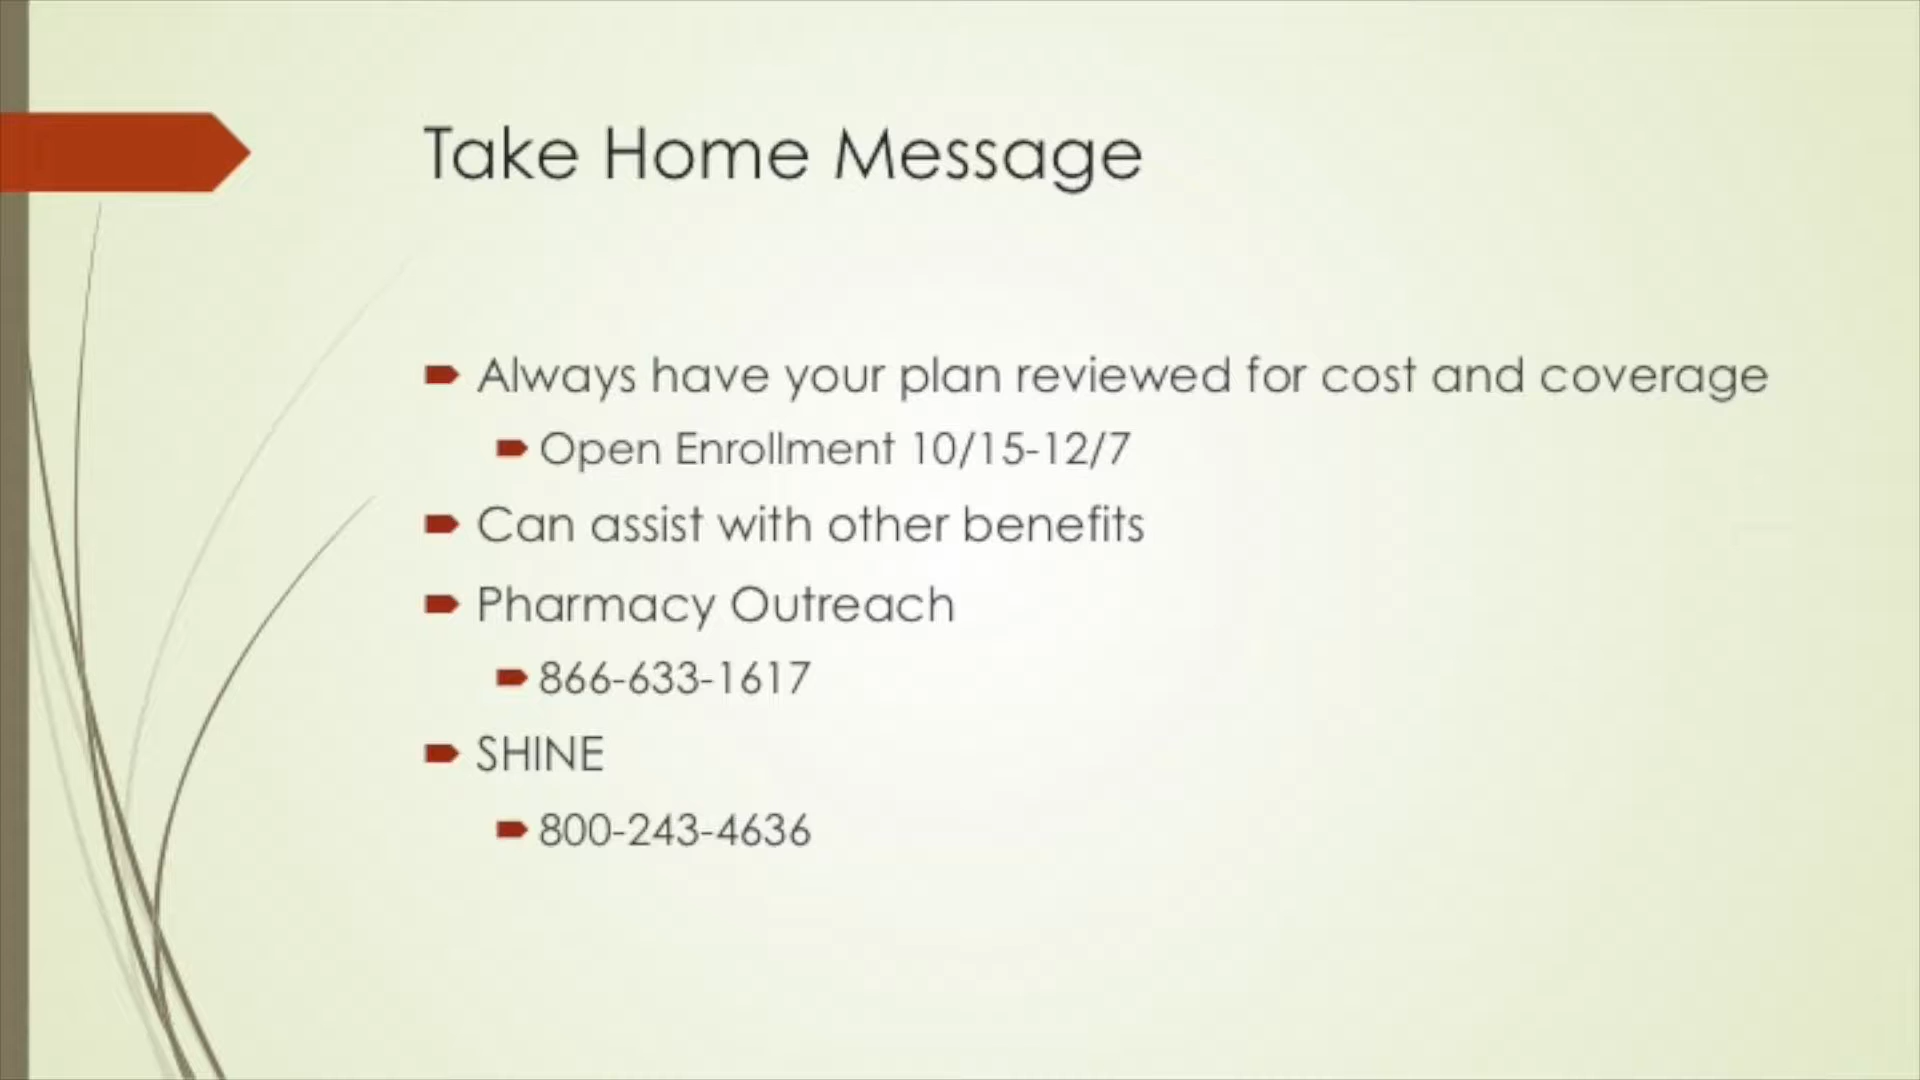 Take Home Message
Always have your plan reviewed for cost and coverage
Open Enrollment 10/15-12/7
Can assist with other benefits
Pharmacy Outreach
866-633-1617
SHINE
800-243-4636